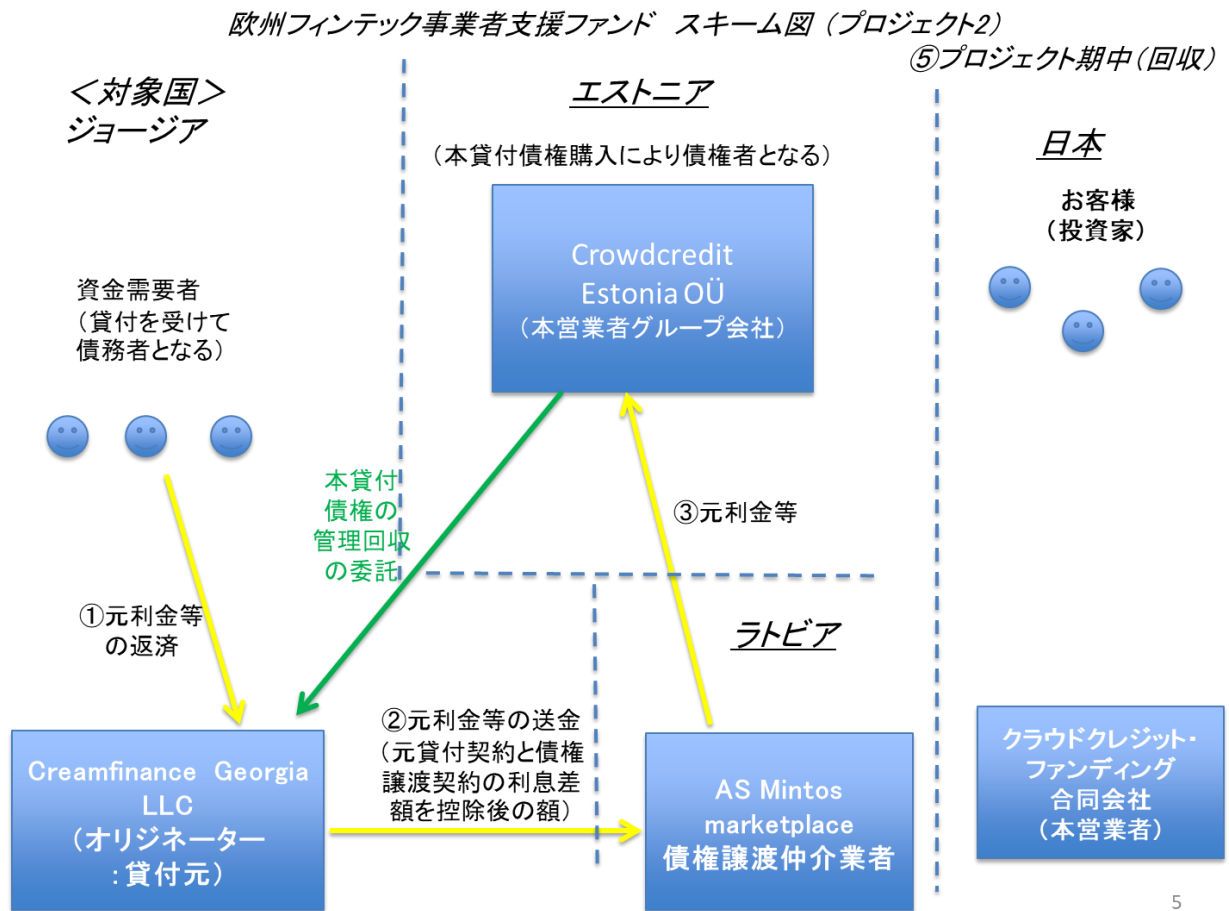 欧州フィンテック事業者支援ファンド　スキーム図（プロジェクト2）
⑤プロジェクト期中（回収）
＜対象国＞
ジョージア
エストニア
（本貸付債権購入により債権者となる）
日本
お客様
（投資家）
Crowdcredit
Estonia OÜ
（本営業者グループ会社）
資金需要者
（貸付を受けて
債務者となる）
本貸付
債権の
管理回収
の委託
③元利金等
①元利金等
の返済
ラトビア
②元利金等の送金
（元貸付契約と債権
譲渡契約の利息差
額を控除後の額）
Creamfinance Georgia
LLC
（オリジネーター
：貸付元）
AS Mintos
marketplace
債権譲渡仲介業者
クラウドクレジット・
ファンディング
合同会社
（本営業者）
5